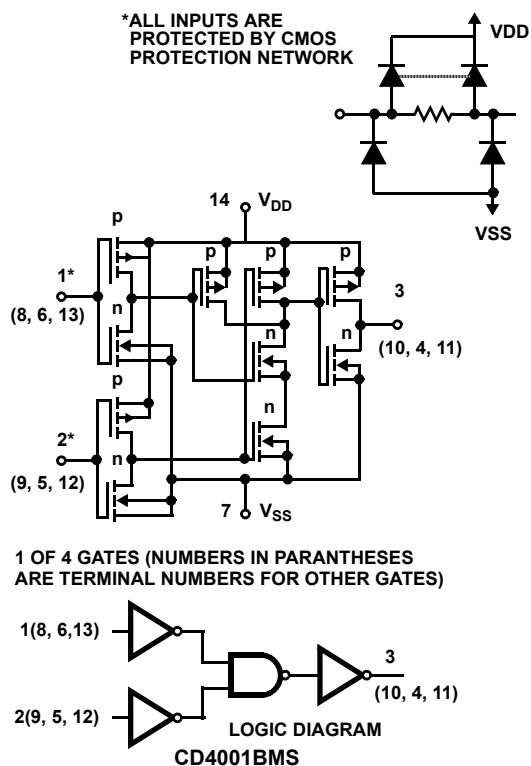 *ALL INPUTS ARE
PROTECTED BY CMOS
PROTECTION NETWORK
VDD
VSS
14 VDD
p
p
p
p
1*
(8, 6, 13)
n
3
(10, 4, 11)
n
n
p
2*
(9, 5, 12)
n
n
7 VSS
1 OF 4 GATES (NUMBERS IN PARANTHESES
ARE TERMINAL NUMBERS FOR OTHER GATES)
1(8, 6,13)
3
(10, 4, 11)
2(9, 5, 12)
LOGIC DIAGRAM
CD4001BMS